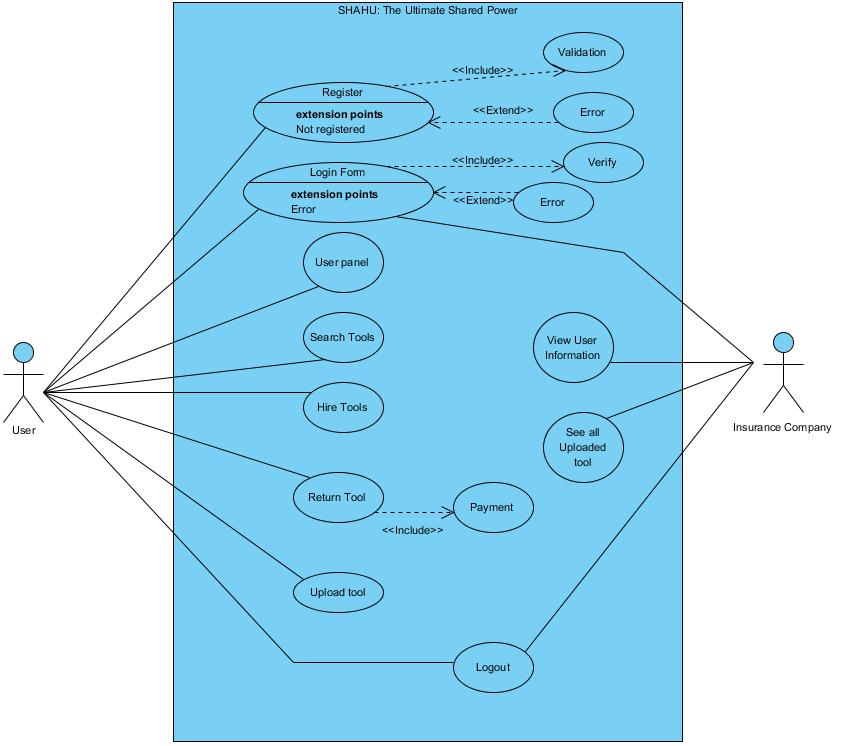 SHAHU: The Ultimate Shared Power
Validation
<<Include>>
Register
extension points
Not registered
<<Extend>>
Error
Login Form
extension points
Error
<<Include>>
Verify
<<Extend>>
Error
User panel
Search Tools
View User
Information
Hire Tools
User
Insurance Company
See all
Uploaded
tool
Return Tool
Payment
<<Include>>
Upload tool
Logout